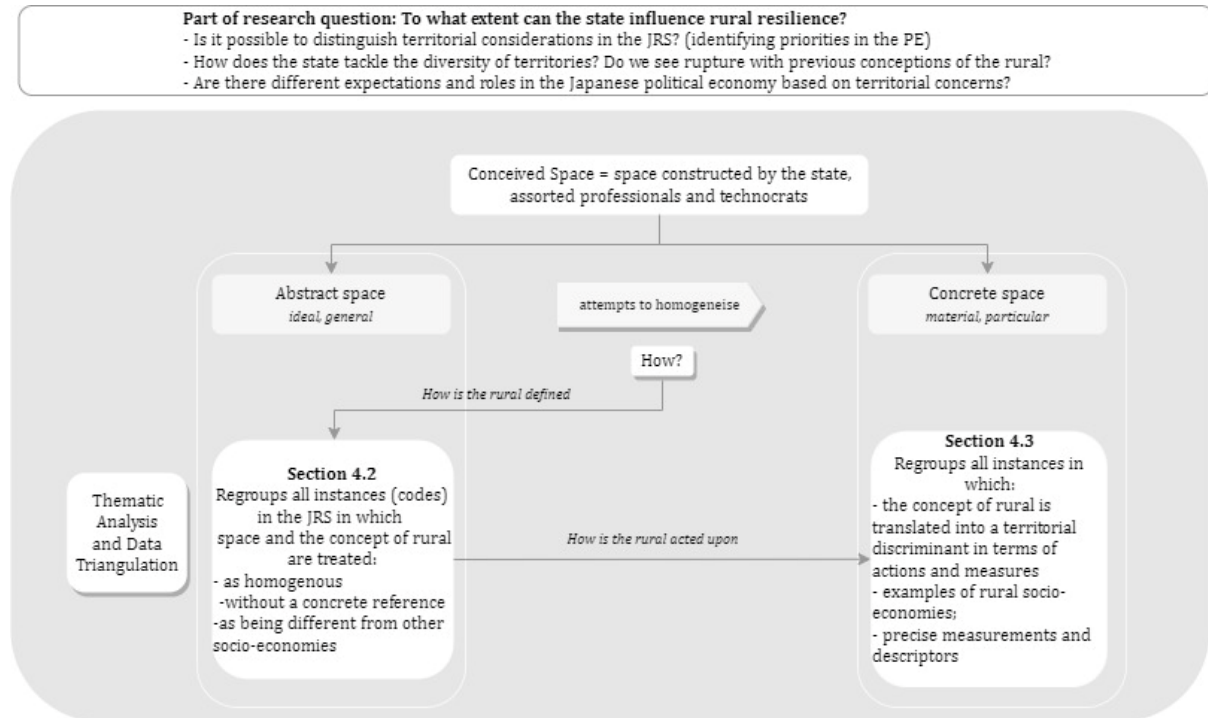 Part of research question: To what extent can the state influence rural resilience?
- Is it possible to distinguish territorial considerations in the JRS? (identifying priorities in the PE)
- How does the state tackle the diversity of territories? Do we see rupture with previous conceptions of the rural?
- Are there different expectations and roles in the Japanese political economy based on territorial concerns?
Conceived Space = space constructed by the state,
assorted professionals and technocrats
Abstract space
ideal, general
attempts to homogeneise
Concrete space
material, particular
How?
How is the rural defined
Thematic
Analysis
and Data
Triangulation
Section 4.2
Regroups all instances (codes)
in the JRS in which
space and the concept of rural
are treated:
- as homogenous
-without a concrete reference
-as being different from other
socio-economies
How is the rural acted upon
Section 4.3
Regroups all instances in
which:
- the concept of rural is
translated into a territorial
discriminant in terms of
actions and measures
- examples of rural socio-
economies;
- precise measurements and
descriptors